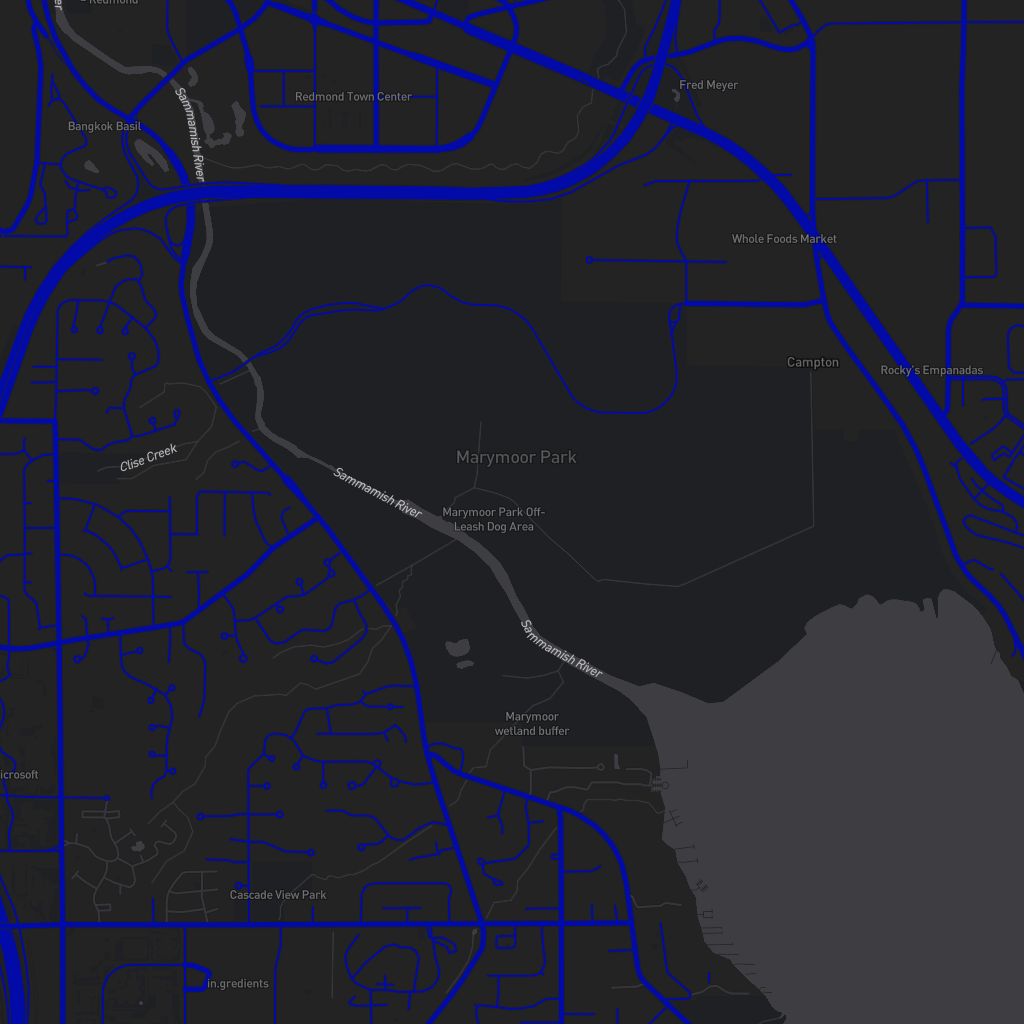 Redmond
Fred Meyer
Redmond Town Center
Bangkok Basil
Sammamish River
Whole Foods Market
Campton
Rocky's Empanadas
Clise Creek
Marymoor Park
Sammamish River
Marymoor Park Off-
Leash Dog Area
Sammamish River
Marymoor
wetland buffer
icrosoft
Cascade View Park
in.gredients